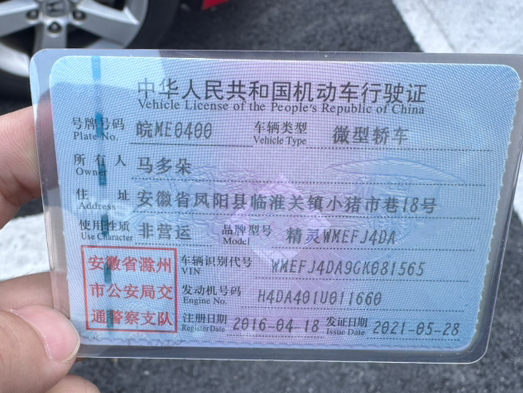 中华人民共和国机动车行驶证
Vehicle License of the People's Republic of China
号牌号码 皖ME0400 车辆类型 微型轿车
Plate No. Vehicle Type
所有人 马多朵
Owner
住址 安徽省凤阳县临淮关镇小猪市巷18号
Address
使用性质 非营运 品牌型号 精灵WMEFJ4DA
Use Character Model
安徽省滁州
市公安局交
通警察支队
车辆识别代号 WMEFJ4DA9GK081565
VIN
发动机号码 H4DA401U011660
Engine No.
注册日期 2016-04-18 发证日期 2021-05-28
Register Date Issue Date